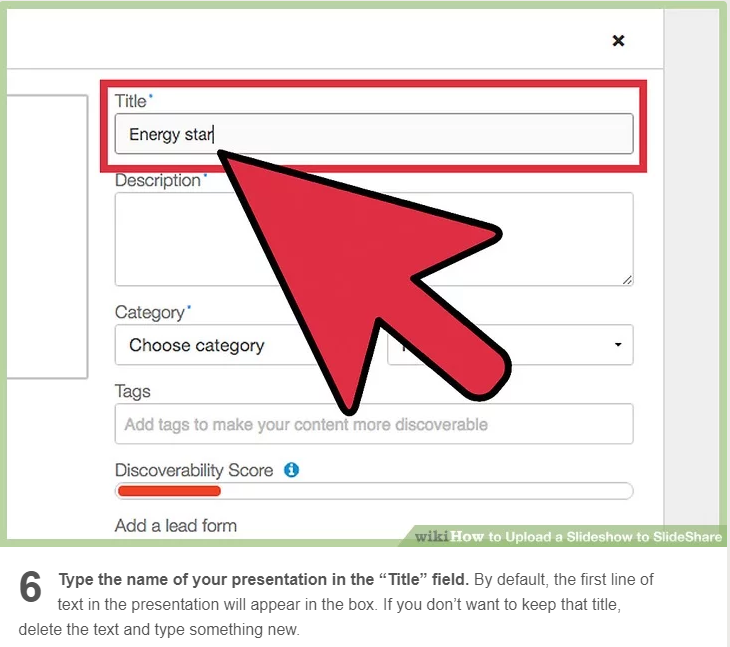 Title*
Energy star
Description*
Category*
Choose category
Tags
Add tags to make your content more discoverable
Discoverability Score i
Add a lead form
wikiHow to Upload a Slideshow to SlideShare
6 Type the name of your presentation in the “Title” field. By default, the first line of
text in the presentation will appear in the box. If you don’t want to keep that title,
delete the text and type something new.